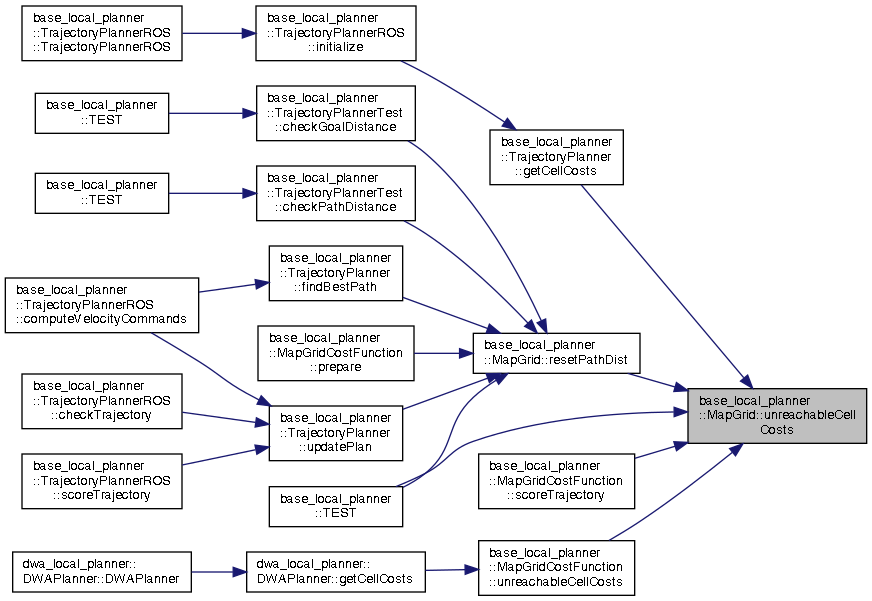 base_local_planner
::TrajectoryPlannerROS
::TrajectoryPlannerROS
base_local_planner
::TrajectoryPlannerROS
::initialize
base_local_planner
::TEST
base_local_planner
::TrajectoryPlannerTest
::checkGoalDistance
base_local_planner
::TrajectoryPlanner
::getCellCosts
base_local_planner
::TEST
base_local_planner
::TrajectoryPlannerTest
::checkPathDistance
base_local_planner
::TrajectoryPlanner
::findBestPath
base_local_planner
::TrajectoryPlannerROS
::computeVelocityCommands
base_local_planner
::MapGridCostFunction
::prepare
base_local_planner
::MapGrid::resetPathDist
base_local_planner
::TrajectoryPlannerROS
::checkTrajectory
base_local_planner
::TrajectoryPlanner
::updatePlan
base_local_planner
::MapGrid::unreachableCell
Costs
base_local_planner
::TrajectoryPlannerROS
::scoreTrajectory
base_local_planner
::TEST
base_local_planner
::MapGridCostFunction
::scoreTrajectory
dwa_local_planner::
DWAPlanner::DWAPlanner
dwa_local_planner::
DWAPlanner::getCellCosts
base_local_planner
::MapGridCostFunction
::unreachableCellCosts